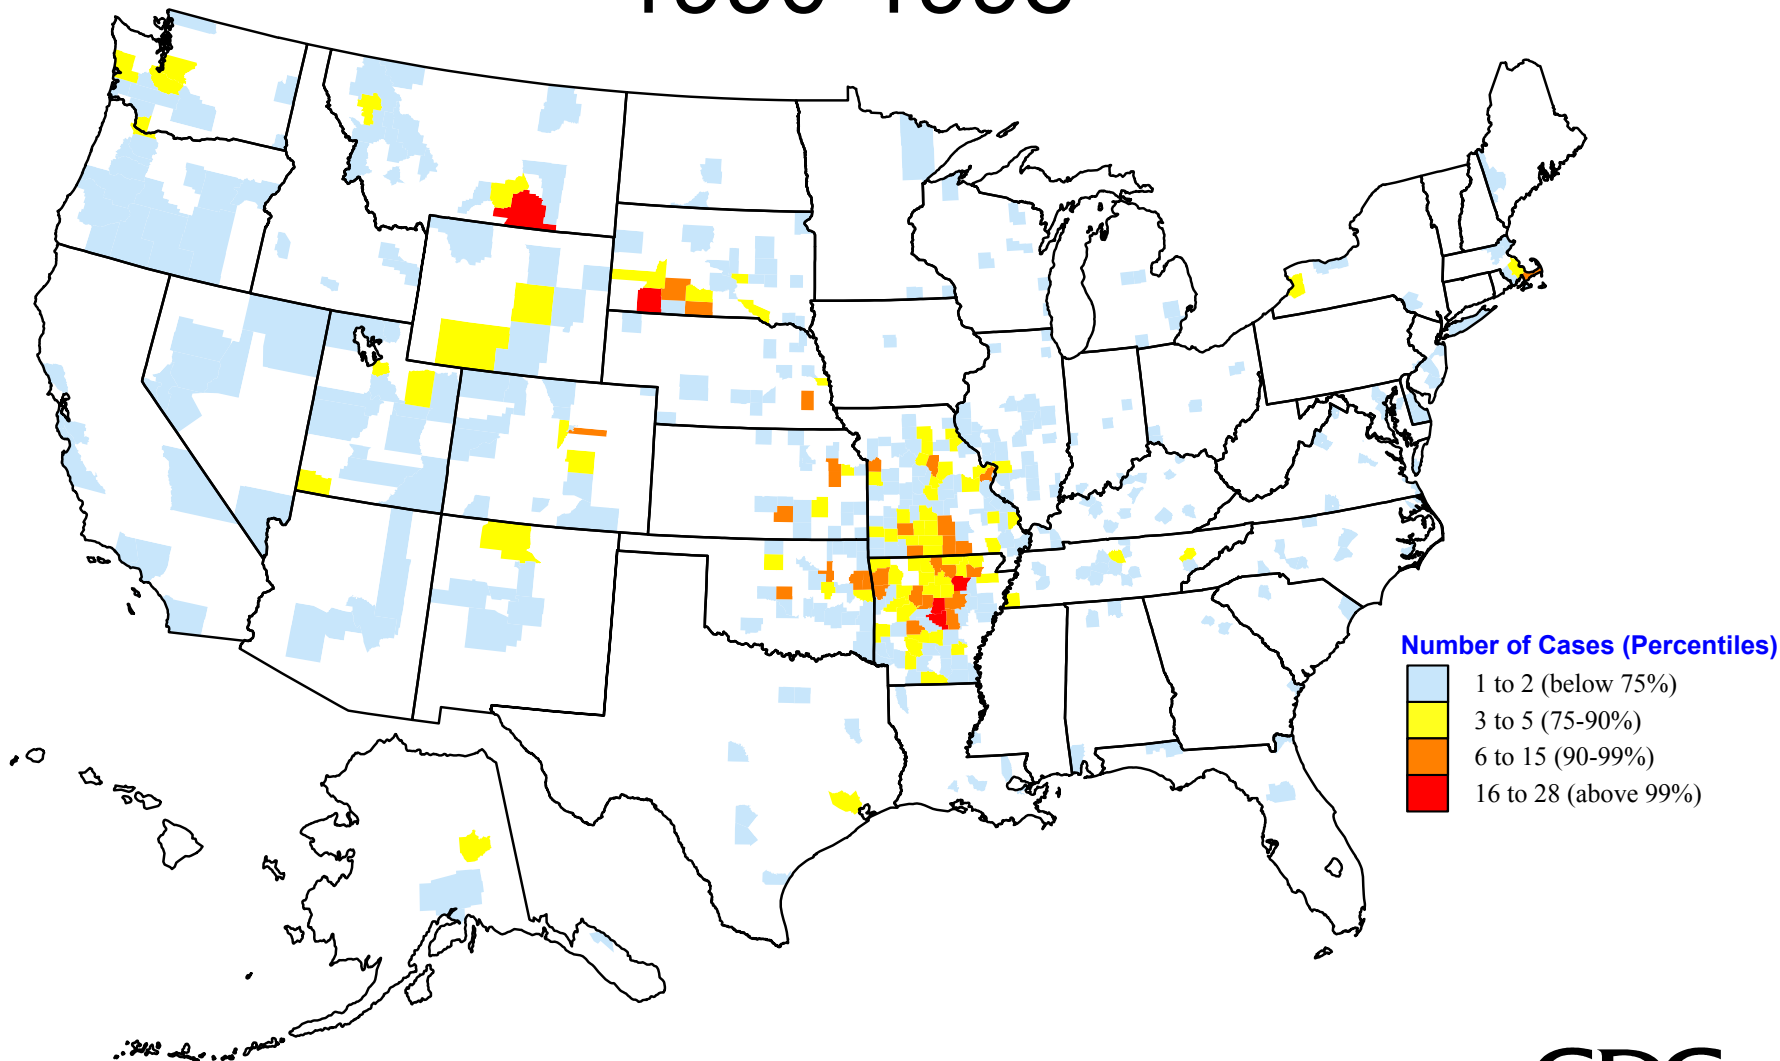 Number of Cases (Percentiles)
1 to 2 (below 75%)
3 to 5 (75-90%)
6 to 15 (90-99%)
16 to 28 (above 99%)
CDC